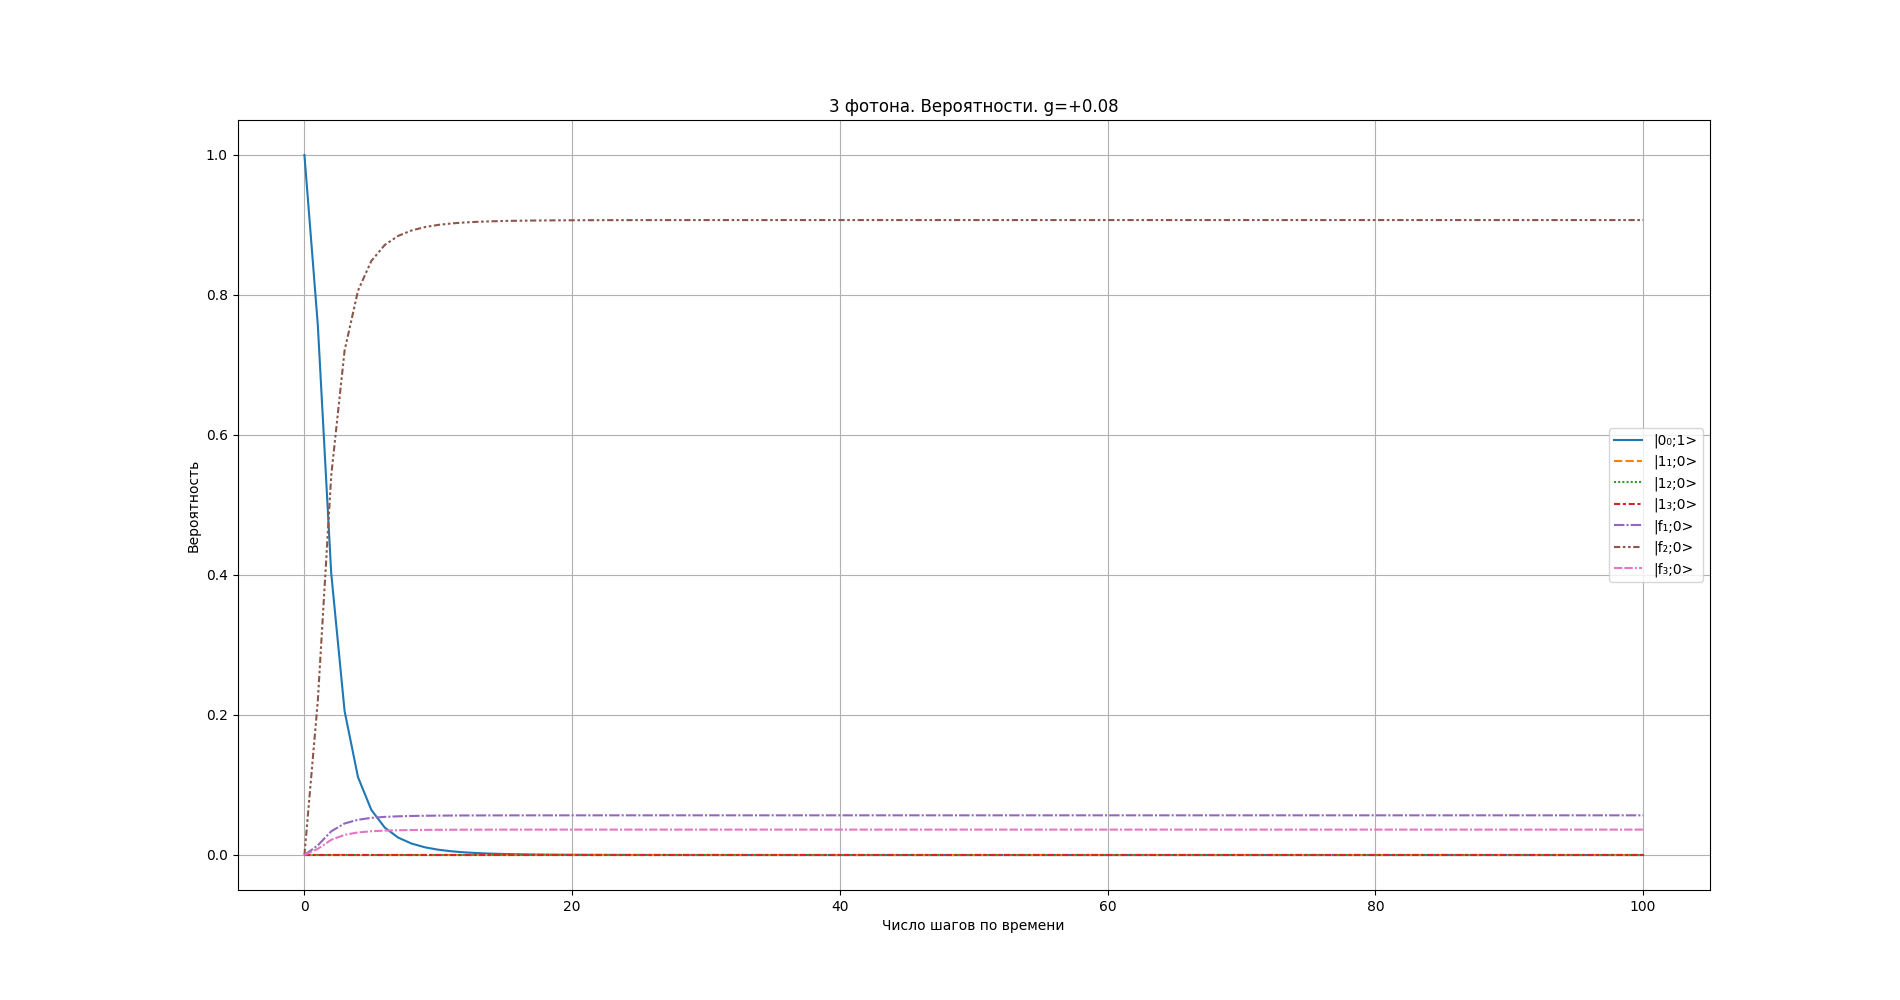 3 фотона. Вероятности. g=+0.08
Вероятность
1.0
0.8
0.6
0.4
0.2
0.0
|0₀;1>
|1₁;0>
|1₂;0>
|1₃;0>
|f₁;0>
|f₂;0>
|f₃;0>
0 20 40 60 80 100
Число шагов по времени